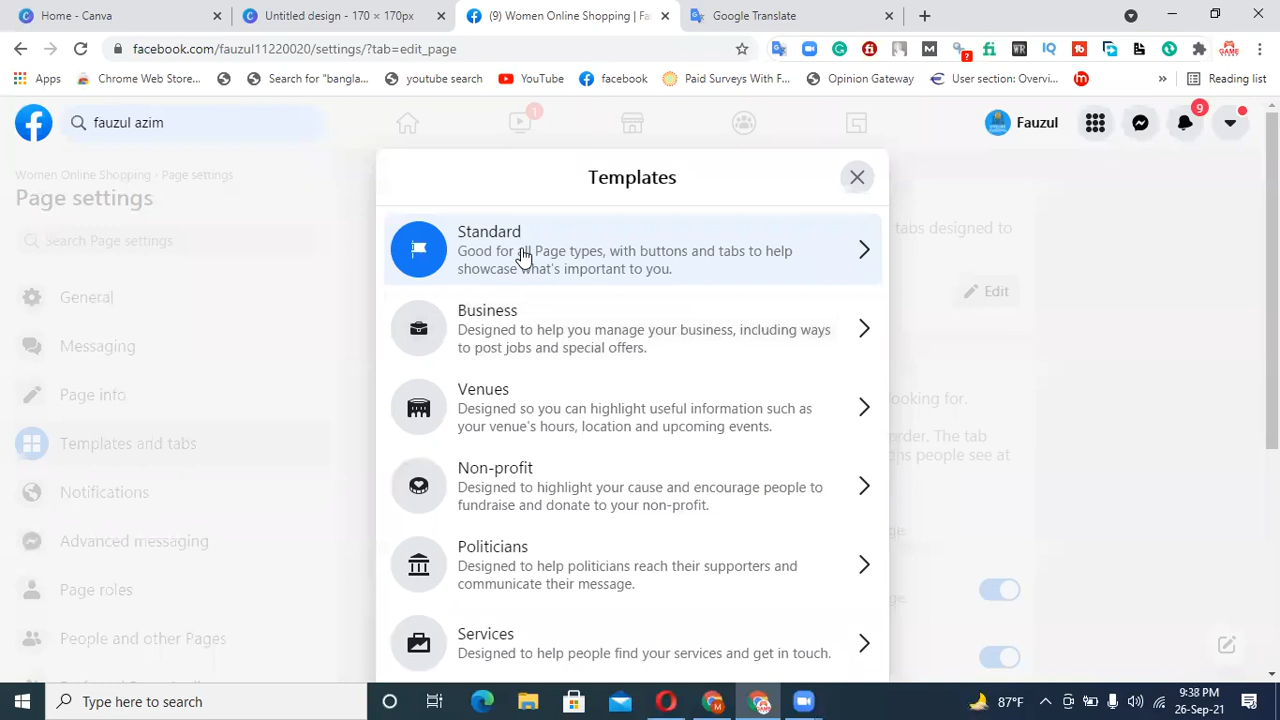 Home - Canva
Untitled design - 170 × 170px
(9) Women Online Shopping | Fa
Google Translate
facebook.com/fauzul11220020/settings/?tab=edit_page
Apps
Chrome Web Store...
Search for "bangla...
youtube search
YouTube
facebook
Paid Surveys With F...
Opinion Gateway
User section: Overvi...
»
Reading list
fauzul azim
1
Fauzul
9
Women Online Shopping › Page settings
Page settings
Search Page settings
General
Messaging
Page info
Templates and tabs
Notifications
Advanced messaging
Page roles
People and other Pages
Templates
Standard
Good for all Page types, with buttons and tabs to help
showcase what's important to you.
Business
Designed to help you manage your business, including ways
to post jobs and special offers.
Venues
Designed so you can highlight useful information such as
your venue's hours, location and upcoming events.
Non-profit
Designed to highlight your cause and encourage people to
fundraise and donate to your non-profit.
Politicians
Designed to help politicians reach their supporters and
communicate their message.
Services
Designed to help people find your services and get in touch.
tabs designed to
Edit
ooking for.
order. The tab
ons people see at
ge.
ge.
Type here to search
87°F
9:38 PM
26-Sep-21